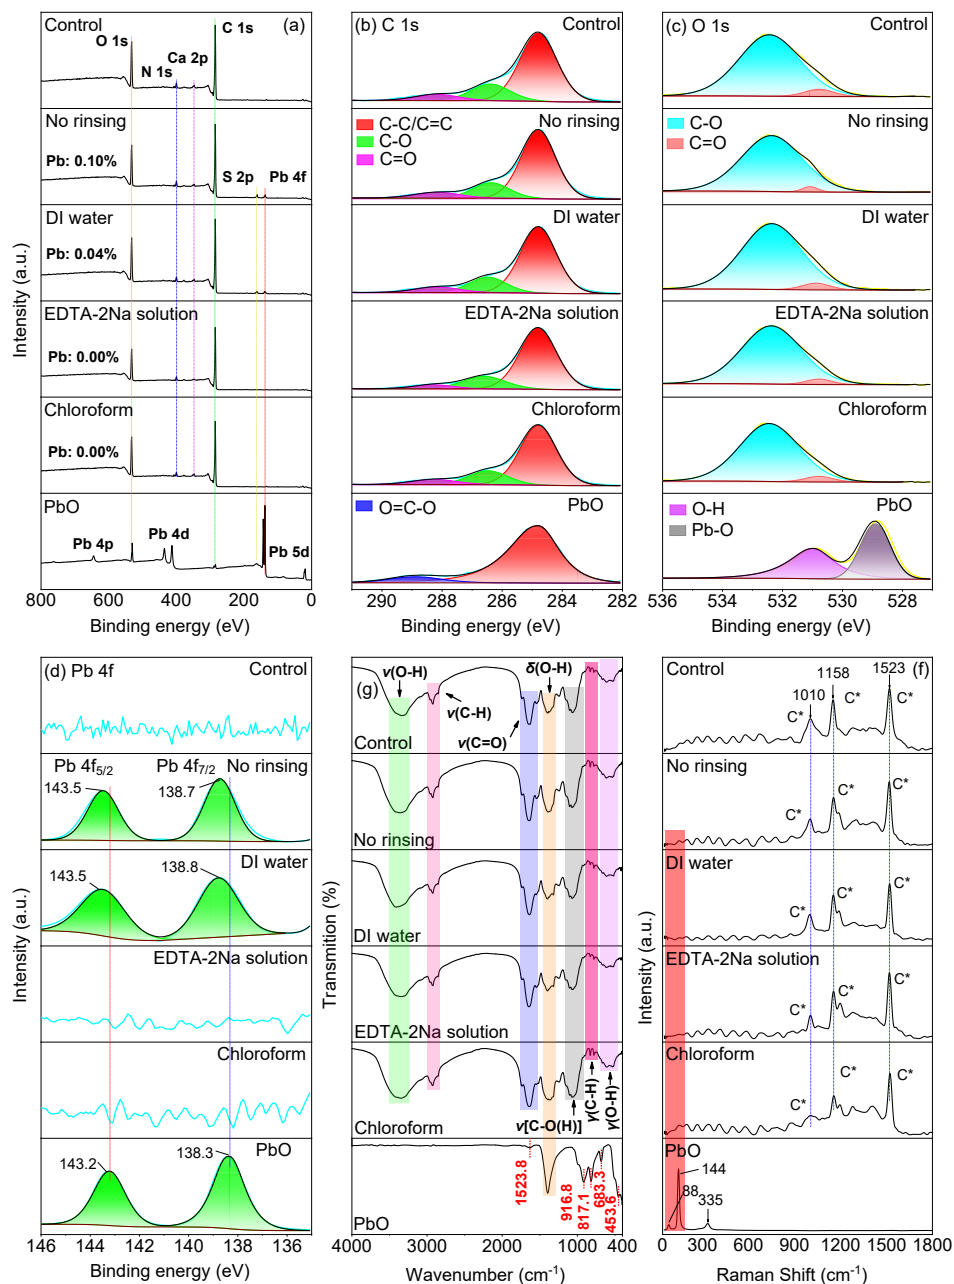 (a)
Control
O 1s
C 1s
N 1s
Ca 2p
No rinsing
Pb: 0.10%
S 2p
Pb 4f
DI water
Pb: 0.04%
EDTA-2Na solution
Pb: 0.00%
Chloroform
Pb: 0.00%
PbO
Pb 4p
Pb 4d
Pb 5d
800
600
400
200
0
Binding energy (eV)
Intensity (a.u.)
(b) C 1s
Control
C-C/C=C
C-O
C=O
No rinsing
DI water
EDTA-2Na solution
Chloroform
O=C-O
PbO
290
288
286
284
282
Binding energy (eV)
(c) O 1s
Control
C-O
C=O
No rinsing
DI water
EDTA-2Na solution
Chloroform
O-H
Pb-O
PbO
536
534
532
530
528
Binding energy (eV)
(d) Pb 4f
Control
Pb 4f5/2
Pb 4f7/2
No rinsing
143.5
138.7
DI water
143.5
138.8
EDTA-2Na solution
Chloroform
PbO
143.2
138.3
146
144
142
140
138
136
Binding energy (eV)
Intensity (a.u.)
(g)
ν(O-H)
ν(C-H)
ν(C=O)
δ(O-H)
Control
No rinsing
DI water
EDTA-2Na solution
Chloroform
ν[C-O(H)]
γ(C-H)
γ(O-H)
PbO
1523.8
916.8
817.1
683.3
453.6
4000
3000
2000
1000
400
Wavenumber (cm-1)
Transmition (%)
(f)
Control
1010
1158
1523
C*
C*
C*
No rinsing
C*
C*
C*
DI water
C*
C*
C*
EDTA-2Na solution
C*
C*
C*
Chloroform
C*
C*
C*
PbO
144
88
335
0
300
600
900
1200
1500
1800
Raman Shift (cm-1)
Intensity (a.u.)